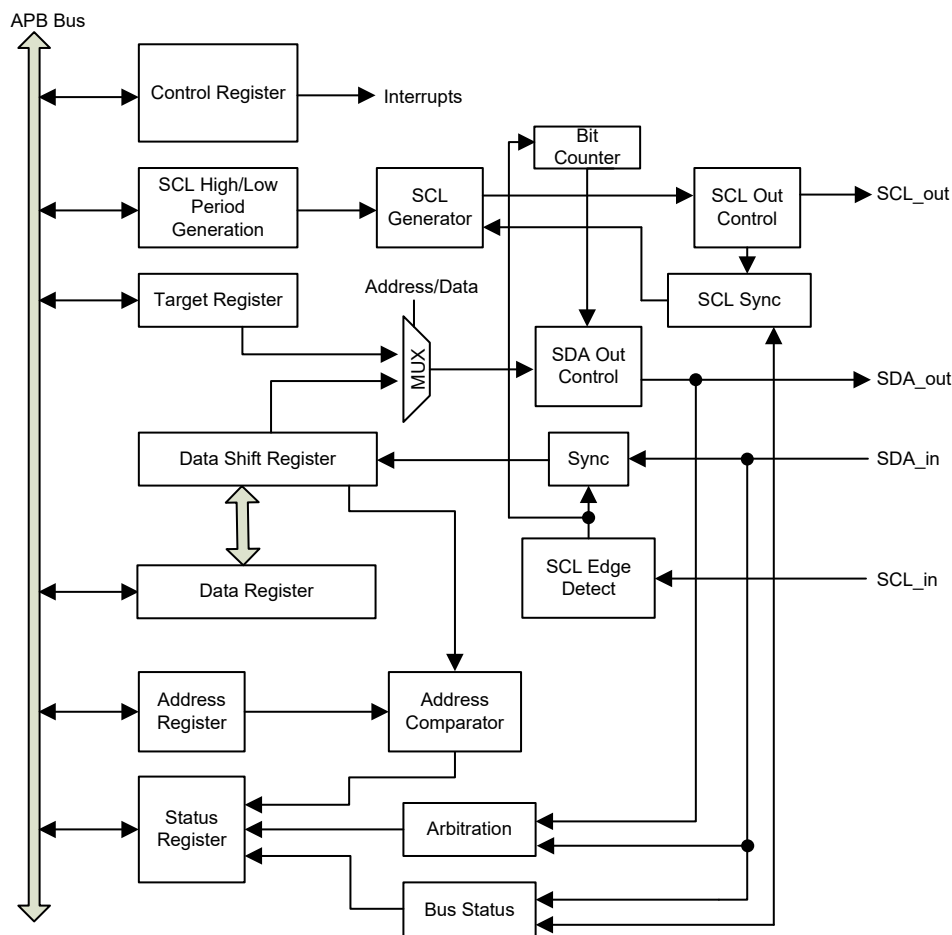 APB Bus
Control Register
Interrupts
Bit
Counter
SCL High/Low
Period
Generation
SCL
Generator
SCL Out
Control
SCL_out
Target Register
Address/Data
SCL Sync
MUX
SDA Out
Control
SDA_out
Data Shift Register
Sync
SDA_in
SCL Edge
Detect
SCL_in
Data Register
Address
Register
Address
Comparator
Status
Register
Arbitration
Bus Status